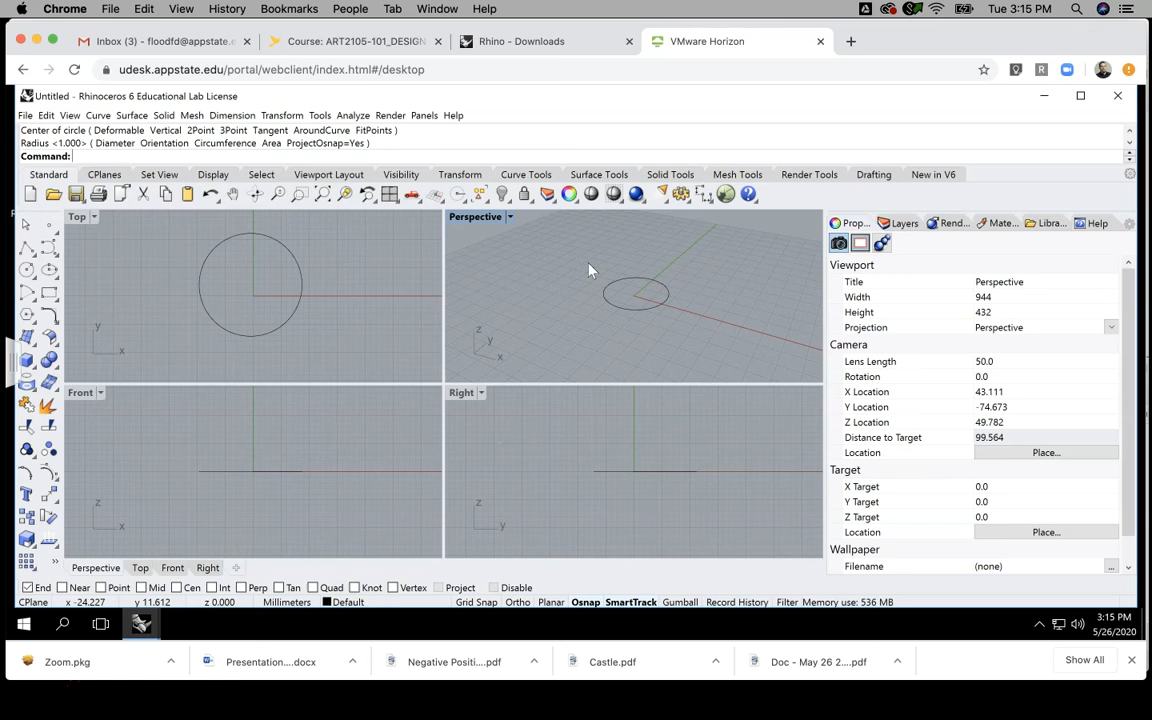 Chrome File Edit View History Bookmarks People Tab Window Help Tue 3:15 PM
Inbox (3) - floodfd@appstate.e Course: ART2105-101_DESIGN Rhino - Downloads VMware Horizon
udesk.appstate.edu/portal/webclient/index.html#/desktop
Untitled - Rhinoceros 6 Educational Lab License
File Edit View Curve Surface Solid Mesh Dimension Transform Tools Analyze Render Panels Help
Center of circle ( Deformable Vertical 2Point 3Point Tangent AroundCurve FitPoints )
Radius <1.000> ( Diameter Orientation Circumference Area ProjectOsnap=Yes )
Command:
Standard CPlanes Set View Display Select Viewport Layout Visibility Transform Curve Tools Surface Tools Solid Tools Mesh Tools Render Tools Drafting New in V6
Top Perspective Prop... Layers Rend... Mate... Libra... Help
Viewport
Title Perspective
Width 944
Height 432
Projection Perspective
Camera
Lens Length 50.0
Rotation 0.0
X Location 43.111
Y Location -74.673
Z Location 49.782
Distance to Target 99.564
Location Place...
Target
X Target 0.0
Y Target 0.0
Z Target 0.0
Location Place...
Wallpaper
Filename (none) ...
y x z y x
Front Right
z x z y
Perspective Top Front Right
End Near Point Mid Cen Int Perp Tan Quad Knot Vertex Project Disable
CPlane x -24.227 y 11.612 z 0.000 Millimeters Default Grid Snap Ortho Planar Osnap SmartTrack Gumball Record History Filter Memory use: 536 MB
3:15 PM
5/26/2020
Zoom.pkg Presentation....docx Negative Positi....pdf Castle.pdf Doc - May 26 2....pdf Show All